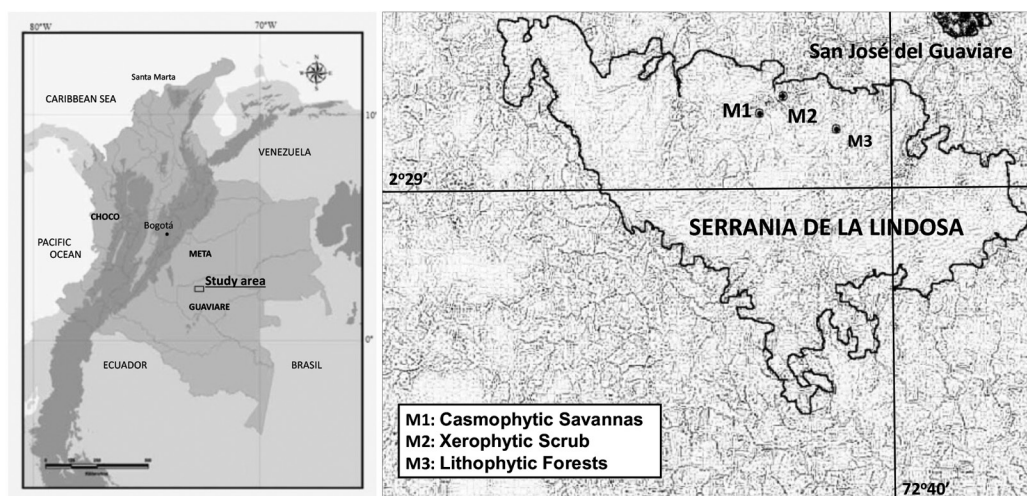 80°W
70°W
N
Santa Marta
CARIBBEAN SEA
10°
VENEZUELA
CHOCO
Bogotá
PACIFIC
OCEAN
META
Study area
GUAVIARE
0°
ECUADOR
BRASIL
San José del Guaviare
M1
M2
M3
2°29’
SERRANIA DE LA LINDOSA
M1: Casmophytic Savannas
M2: Xerophytic Scrub
M3: Lithophytic Forests
72°40’